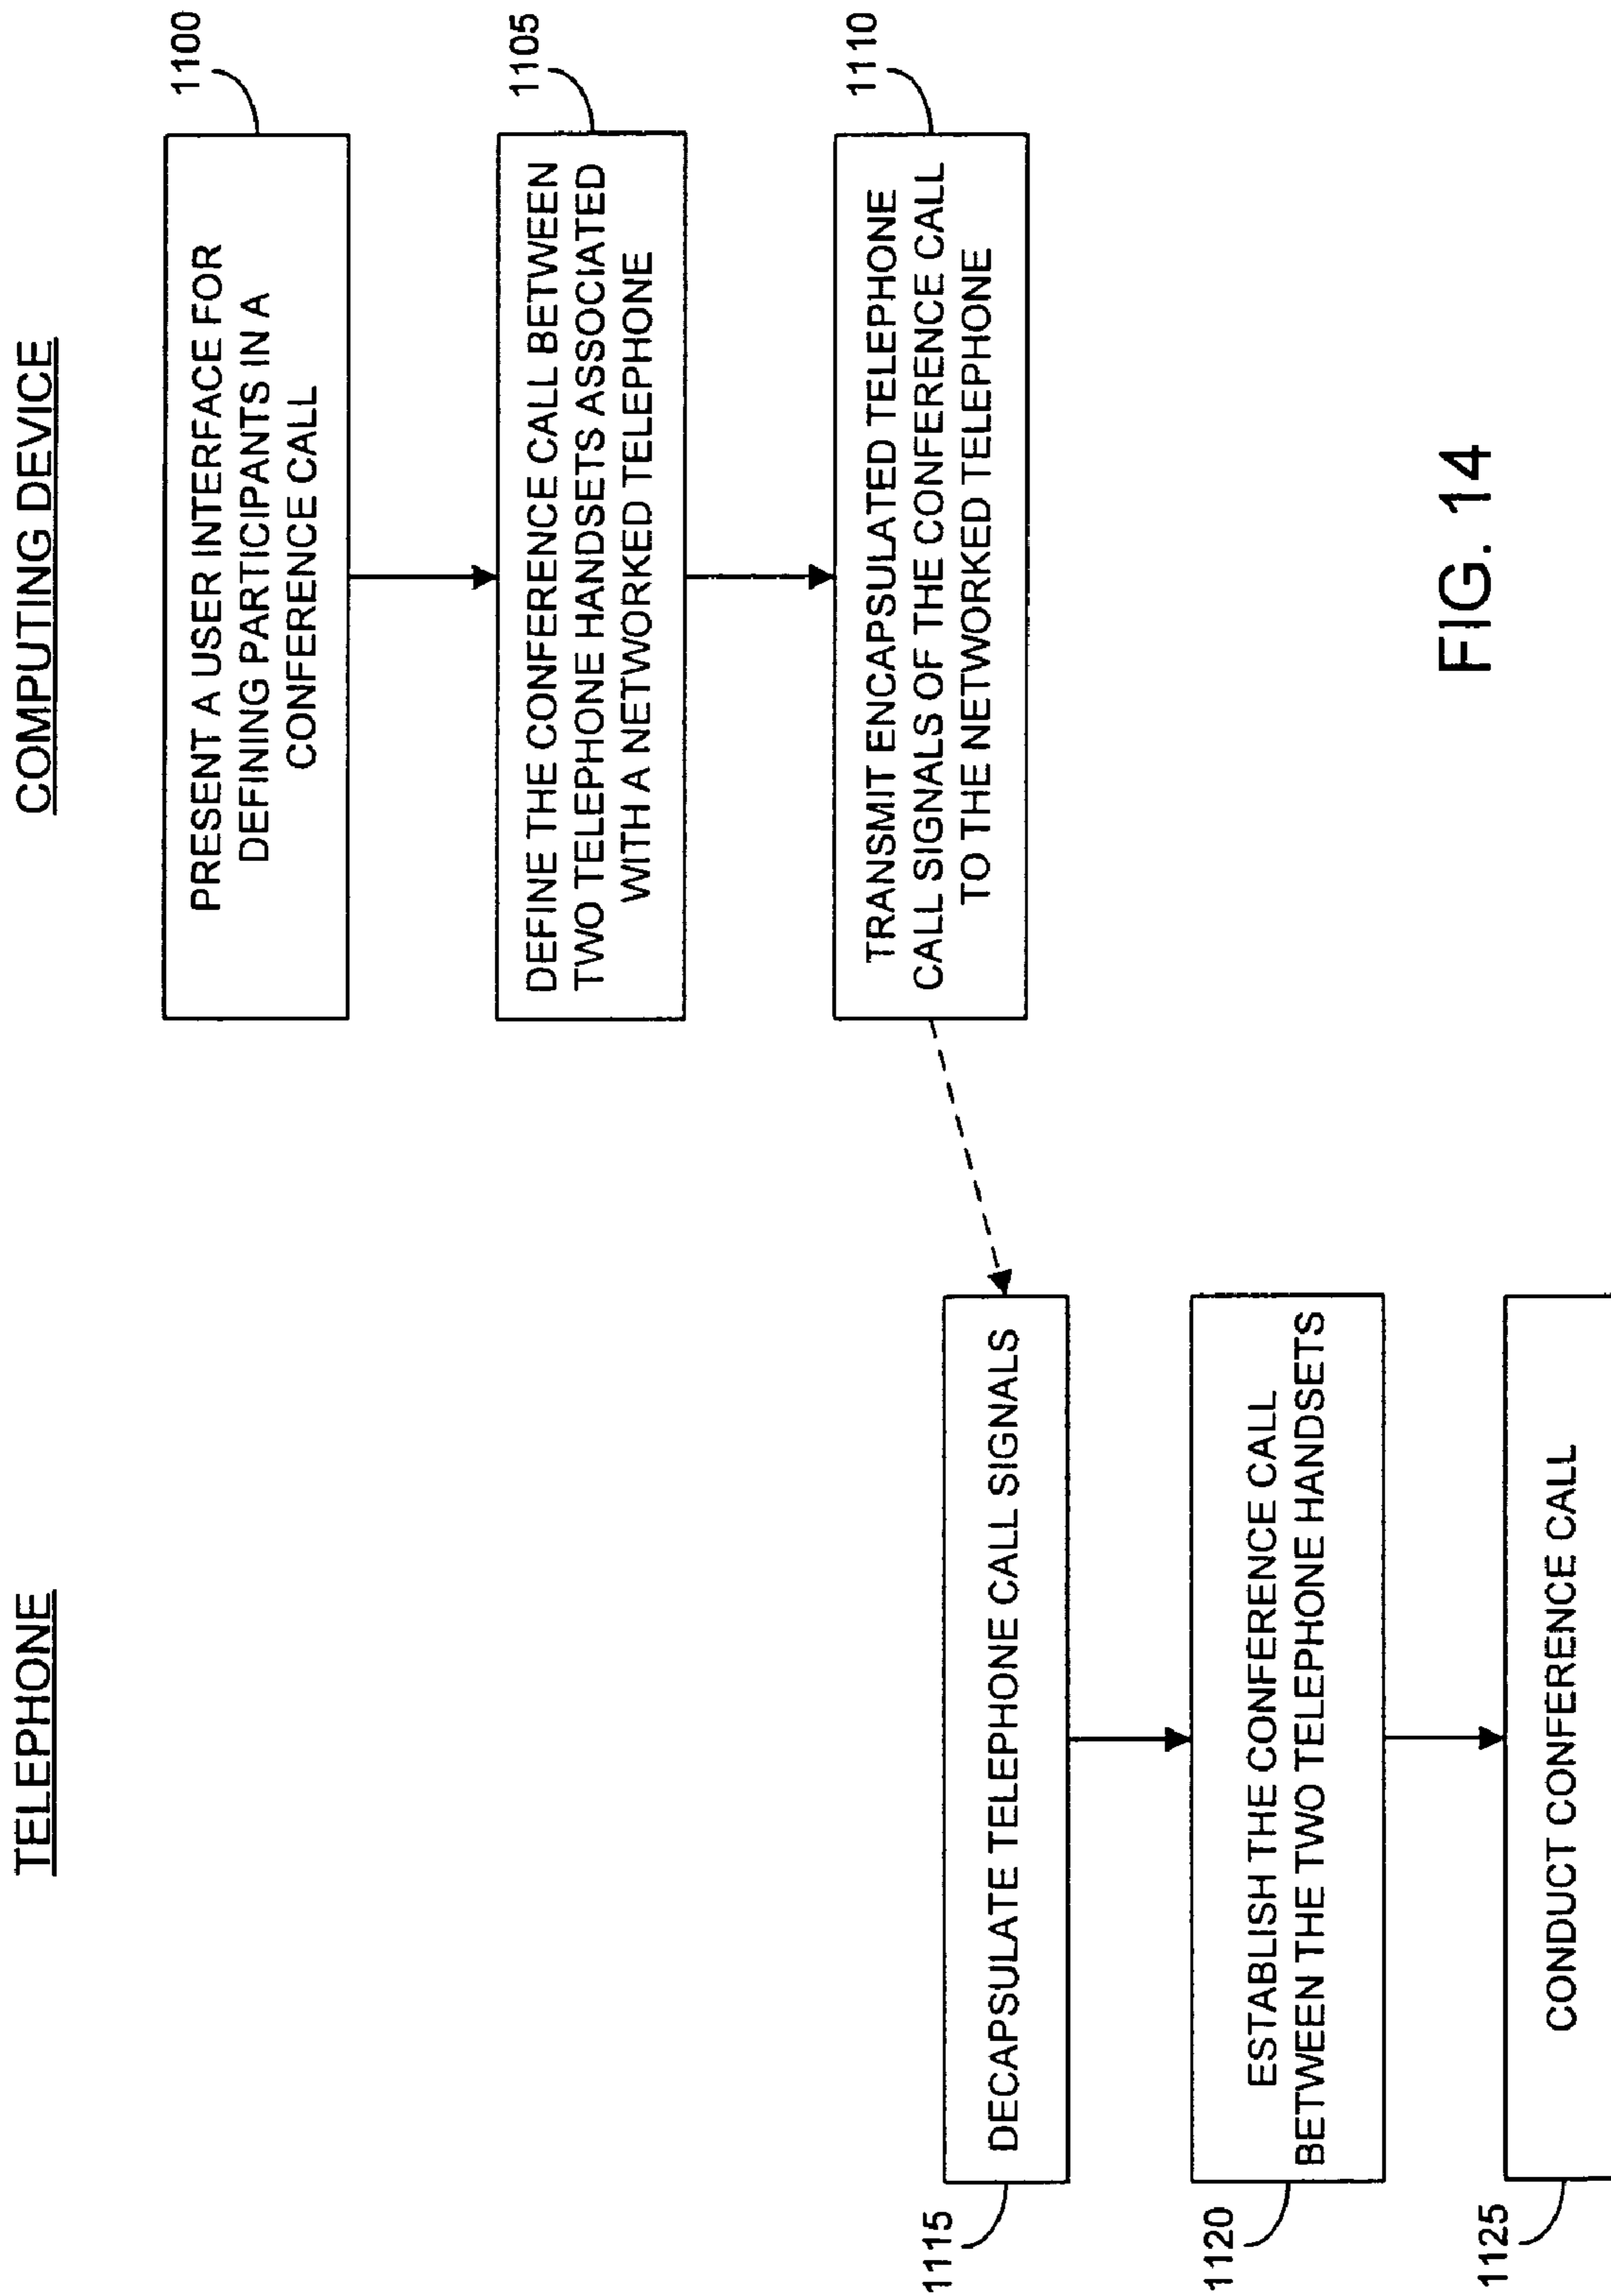 TELEPHONE
COMPUTING DEVICE
PRESENT A USER INTERFACE FOR
DEFINING PARTICIPANTS IN A
CONFERENCE CALL
1100
DEFINE THE CONFERENCE CALL BETWEEN
TWO TELEPHONE HANDSETS ASSOCIATED
WITH A NETWORKED TELEPHONE
1105
TRANSMIT ENCAPSULATED TELEPHONE
CALL SIGNALS OF THE CONFERENCE CALL
TO THE NETWORKED TELEPHONE
1110
1115
DECAPSULATE TELEPHONE CALL SIGNALS
1120
ESTABLISH THE CONFERENCE CALL
BETWEEN THE TWO TELEPHONE HANDSETS
1125
CONDUCT CONFERENCE CALL
FIG. 14